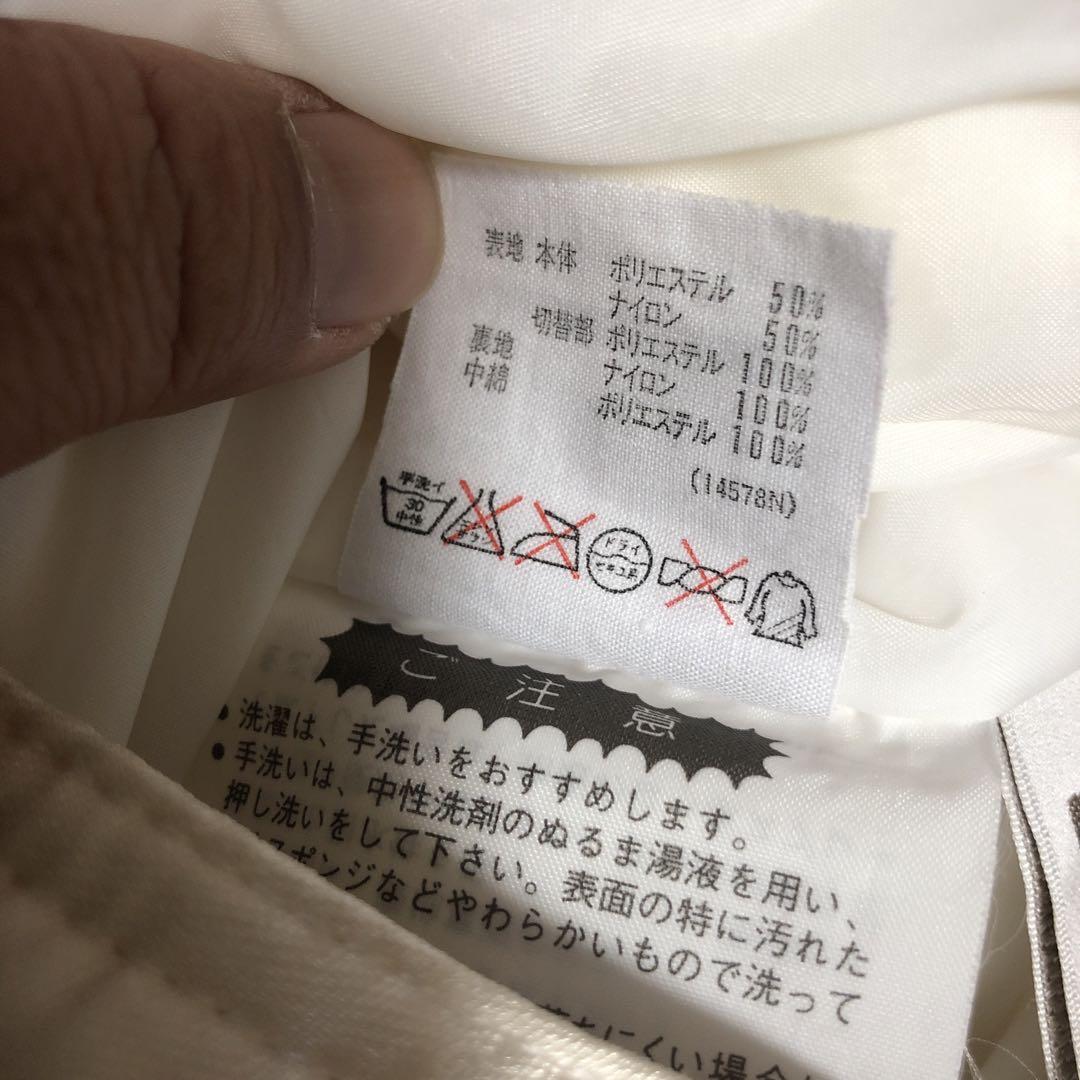 表地 本体 ポリエステル 50%
ナイロン 50%
切替部 ポリエステル 100%
裏地 ナイロン 100%
中綿 ポリエステル 100%
(14578N)
手洗イ
30
中性
ドライ
ご注意
● 洗濯は、手洗いをおすすめします。
● 手洗いは、中性洗剤のぬるま湯液を用い、
押し洗いをして下さい。表面の特に汚れた
スポンジなどやわらかいもので洗って
にくい場合